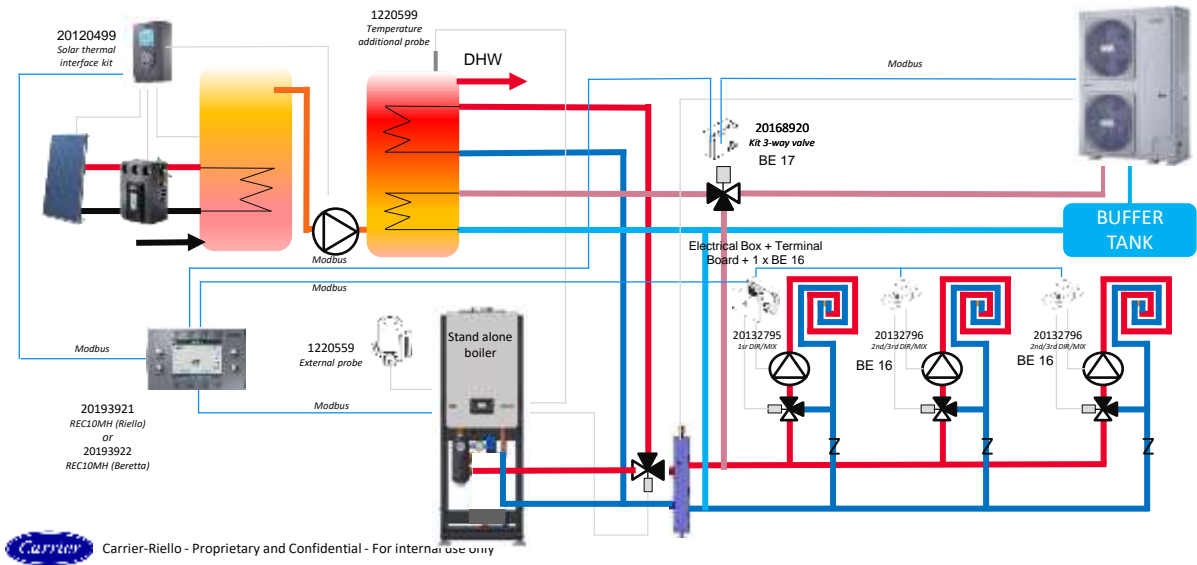 20120499
Solar thermal
interface kit
1220599
Temperature
additional probe
DHW
Modbus
20168920
Kit 3-way valve
BE 17
BUFFER
TANK
Electrical Box + Terminal
Board + 1 x BE 16
Modbus
Modbus
20132795
1sr DIR/MIX
20132796
2nd/3rd DIR/MIX
BE 16
20132796
2nd/3rd DIR/MIX
BE 16
Stand alone
boiler
1220559
External probe
Modbus
Modbus
20193921
REC10MH (Riello)
or
20193922
REC10MH (Beretta)
Z
Z
Z
Carrier
Carrier-Riello - Proprietary and Confidential - For internal use only